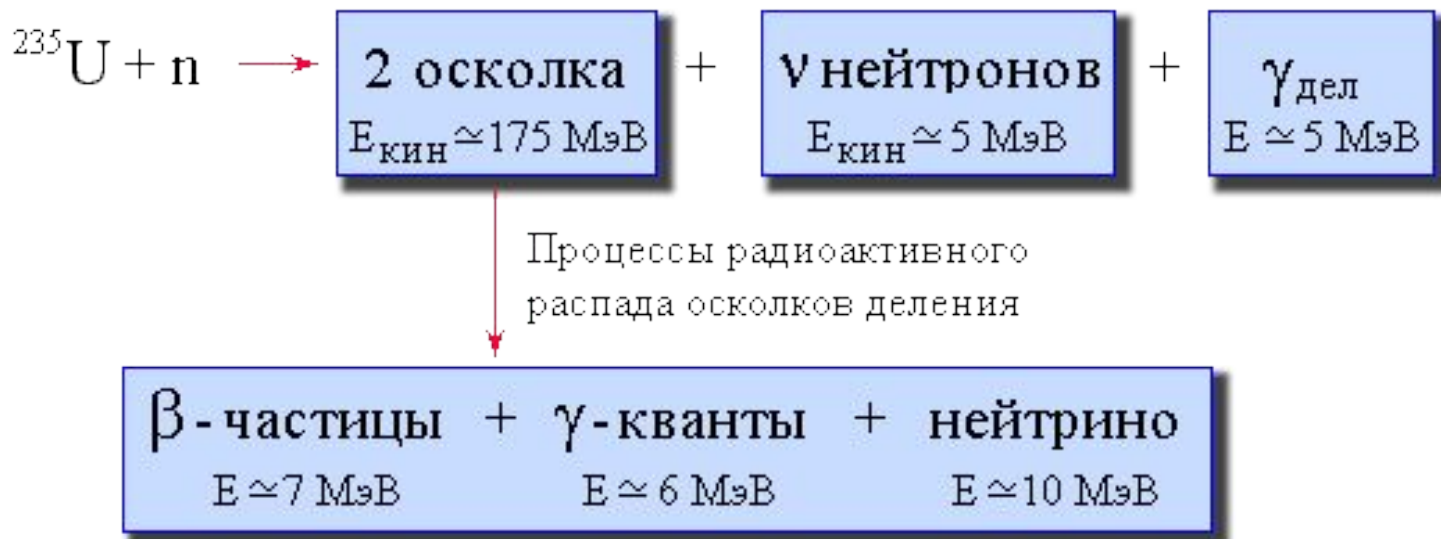 ²³⁵U + n → 2 осколка + ν нейтронов + γдел
Eкин ≃ 175 МэВ Eкин ≃ 5 МэВ E ≃ 5 МэВ
Процессы радиоактивного
распада осколков деления
β - частицы + γ - кванты + нейтрино
E ≃ 7 МэВ E ≃ 6 МэВ E ≃ 10 МэВ